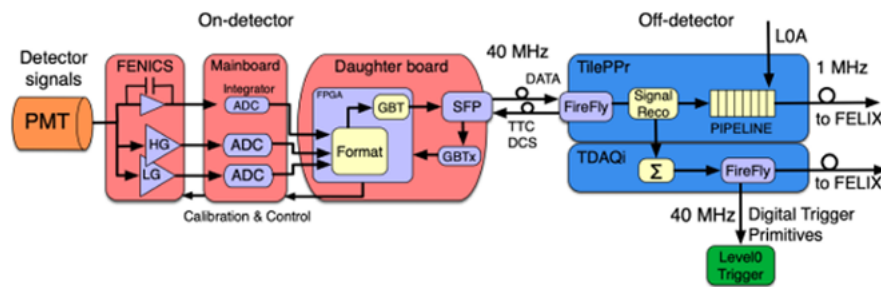 On-detector
Off-detector
Detector
signals
PMT
FENICS
HG
LG
Mainboard
Integrator
ADC
ADC
ADC
Calibration & Control
Daughter board
FPGA
GBT
Format
SFP
GBTx
40 MHz
DATA
TTC
DCS
TilePPr
FireFly
Signal
Reco
PIPELINE
L0A
1 MHz
to FELIX
TDAQi
Σ
FireFly
to FELIX
40 MHz
Digital Trigger
Primitives
Level0
Trigger